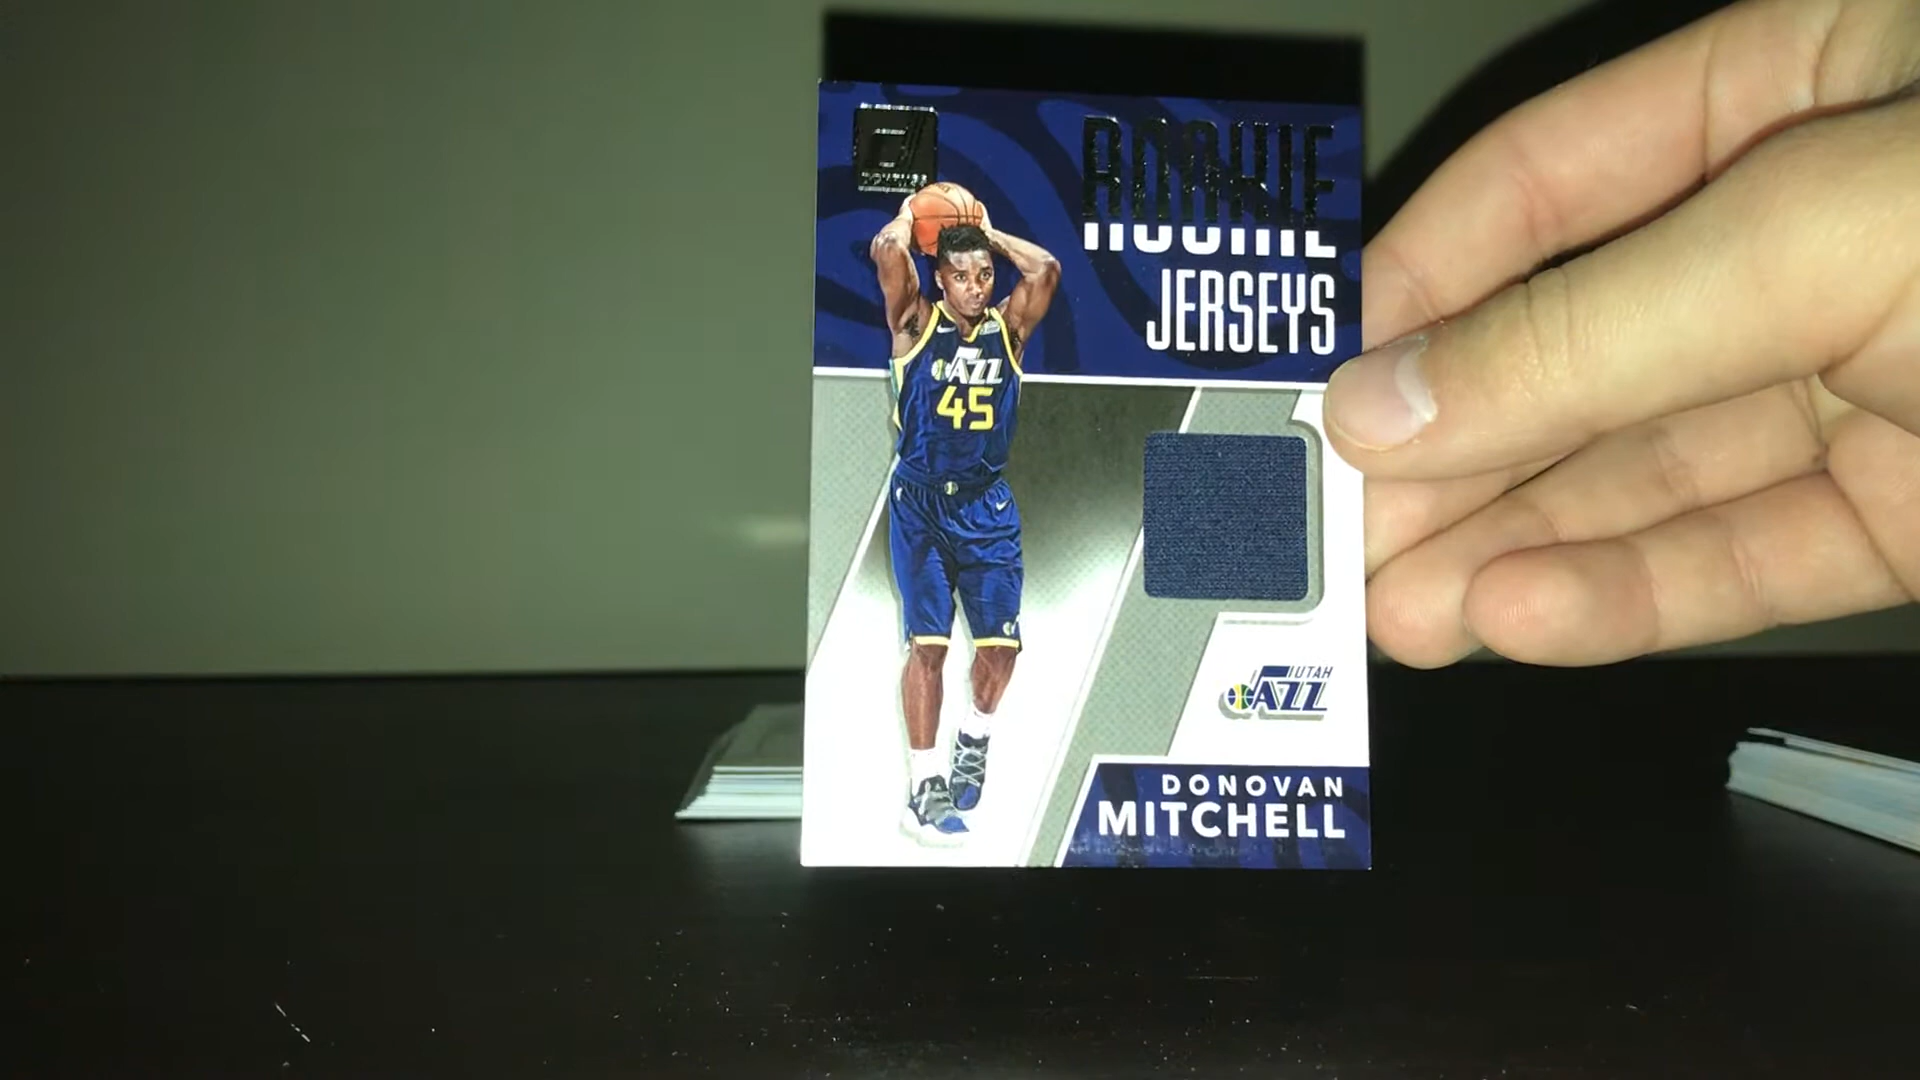 ROOKIE
JERSEYS
JAZZ
45
UTAH
JAZZ
DONOVAN
MITCHELL